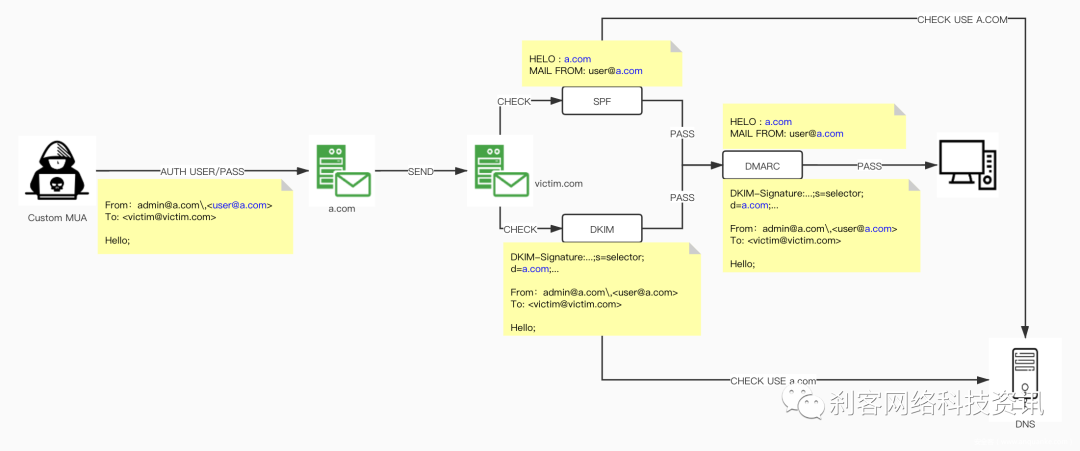 CHECK USE A.COM
HELO : a.com
MAIL FROM: user@a.com
CHECK
SPF
PASS
HELO : a.com
MAIL FROM: user@a.com
AUTH USER/PASS
SEND
victim.com
DMARC
PASS
Custom MUA
From: admin@a.com\,<user@a.com>
To: <victim@victim.com>
Hello;
a.com
PASS
CHECK
DKIM
DKIM-Signature:...;s=selector;
d=a.com;...
From: admin@a.com\,<user@a.com>
To: <victim@victim.com>
Hello;
DKIM-Signature:...;s=selector;
d=a.com;...
From: admin@a.com\,<user@a.com>
To: <victim@victim.com>
Hello;
CHECK USE a.com
刹客网络科技资讯
DNS